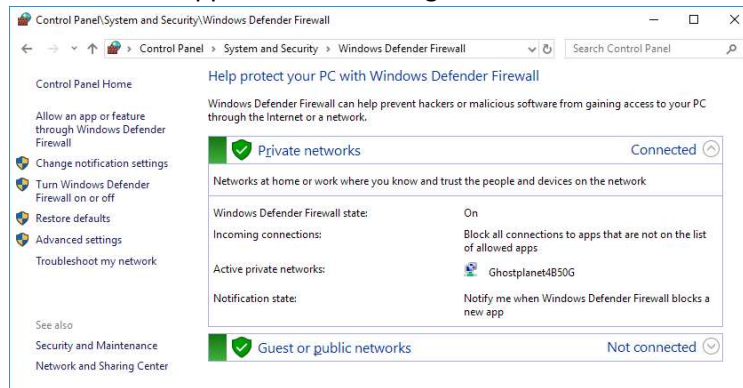 Control Panel\System and Security\Windows Defender Firewall
Control Panel > System and Security > Windows Defender Firewall
Search Control Panel
Control Panel Home
Allow an app or feature
through Windows Defender
Firewall
Change notification settings
Turn Windows Defender
Firewall on or off
Restore defaults
Advanced settings
Troubleshoot my network
See also
Security and Maintenance
Network and Sharing Center
Help protect your PC with Windows Defender Firewall
Windows Defender Firewall can help prevent hackers or malicious software from gaining access to your PC
through the Internet or a network.
Private networks Connected
Networks at home or work where you know and trust the people and devices on the network
Windows Defender Firewall state: On
Incoming connections: Block all connections to apps that are not on the list
of allowed apps
Active private networks: Ghostplanet4B50G
Notification state: Notify me when Windows Defender Firewall blocks a
new app
Guest or public networks Not connected